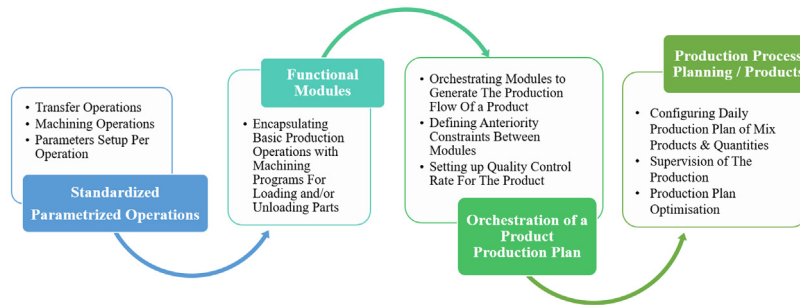 • Transfer Operations
• Machining Operations
• Parameters Setup Per
Operation
Standardized
Parametrized Operations
Functional
Modules
• Encapsulating
Basic Production
Operations with
Machining
Programs For
Loading and/or
Unloading Parts
• Orchestrating Modules to
Generate The Production
Flow Of a Product
• Defining Anteriority
Constraints Between
Modules
• Setting up Quality Control
Rate For The Product
Orchestration of a
Product
Production Plan
Production Process
Planning / Products
• Configuring Daily
Production Plan of Mix
Products & Quantities
• Supervision of The
Production
• Production Plan
Optimisation